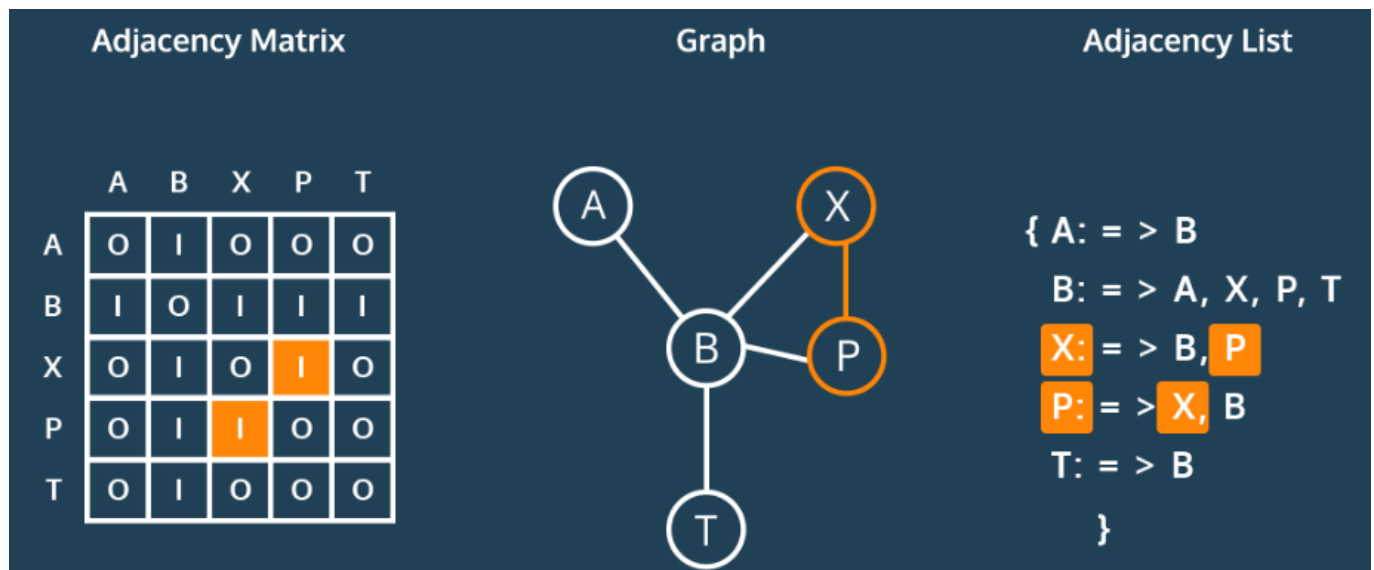 Adjacency Matrix
Graph
Adjacency List
A B X P T
A O I O O O
B I O I I I
X O I O I O
P O I I O O
T O I O O O
A
X
B
P
T
{ A: = > B
B: = > A, X, P, T
X: = > B, P
P: = > X, B
T: = > B
}